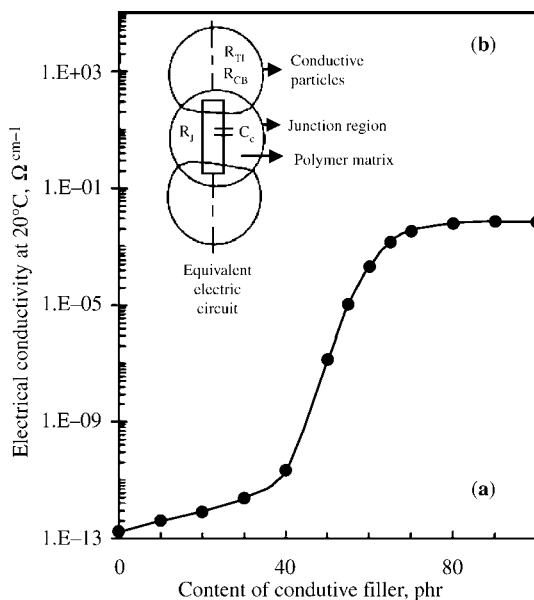 (b)
1.E+03
R_TI
R_CB
Conductive
particles
R_J
C_c
Junction region
Polymer matrix
1.E–01
Equivalent
electric
circuit
1.E–05
1.E–09
(a)
1.E–13
0
40
80
Electrical conductivity at 20°C, Ω^cm–1
Content of condutive filler, phr